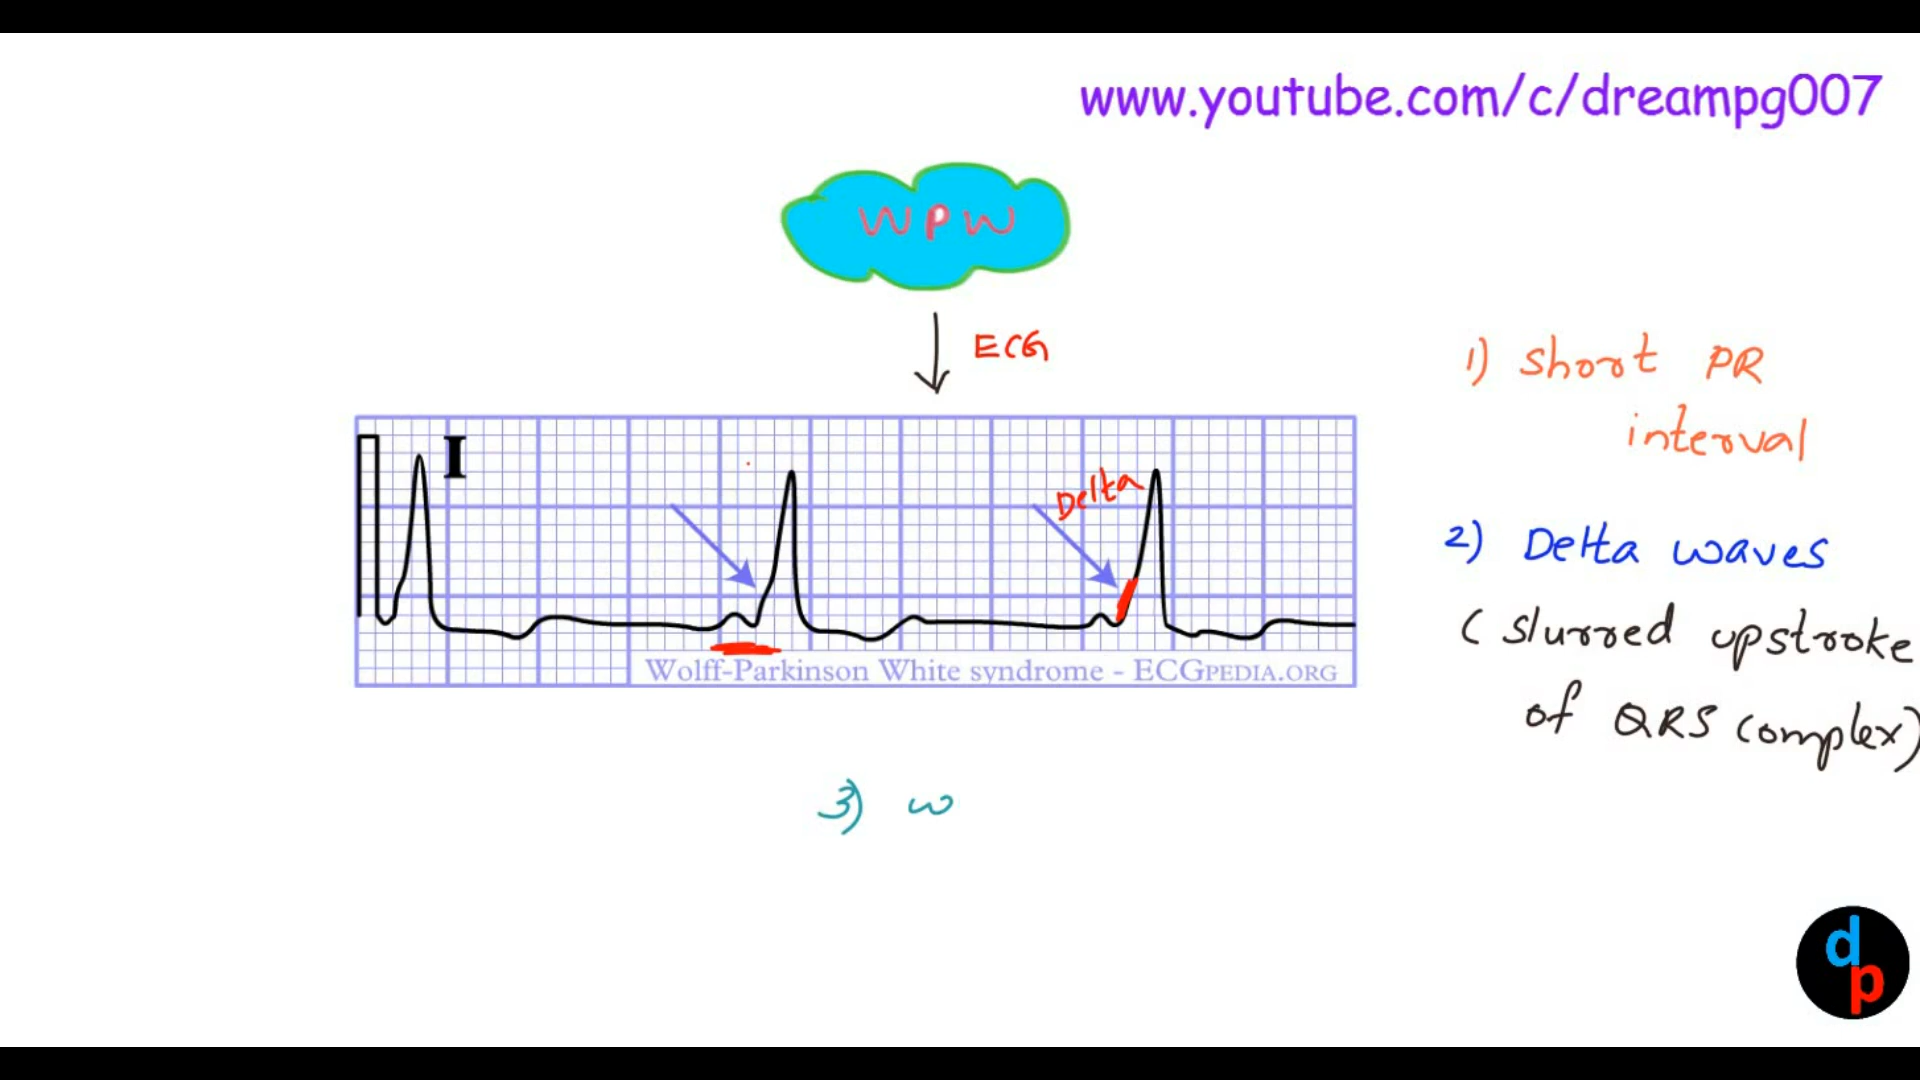 www.youtube.com/c/dreampg007
WPW
ECG
I
Delta
Wolff-Parkinson White syndrome - ECGPEDIA.ORG
1) short PR
interval
2) Delta waves
( slurred upstroke
of QRS complex)
3) w
dp